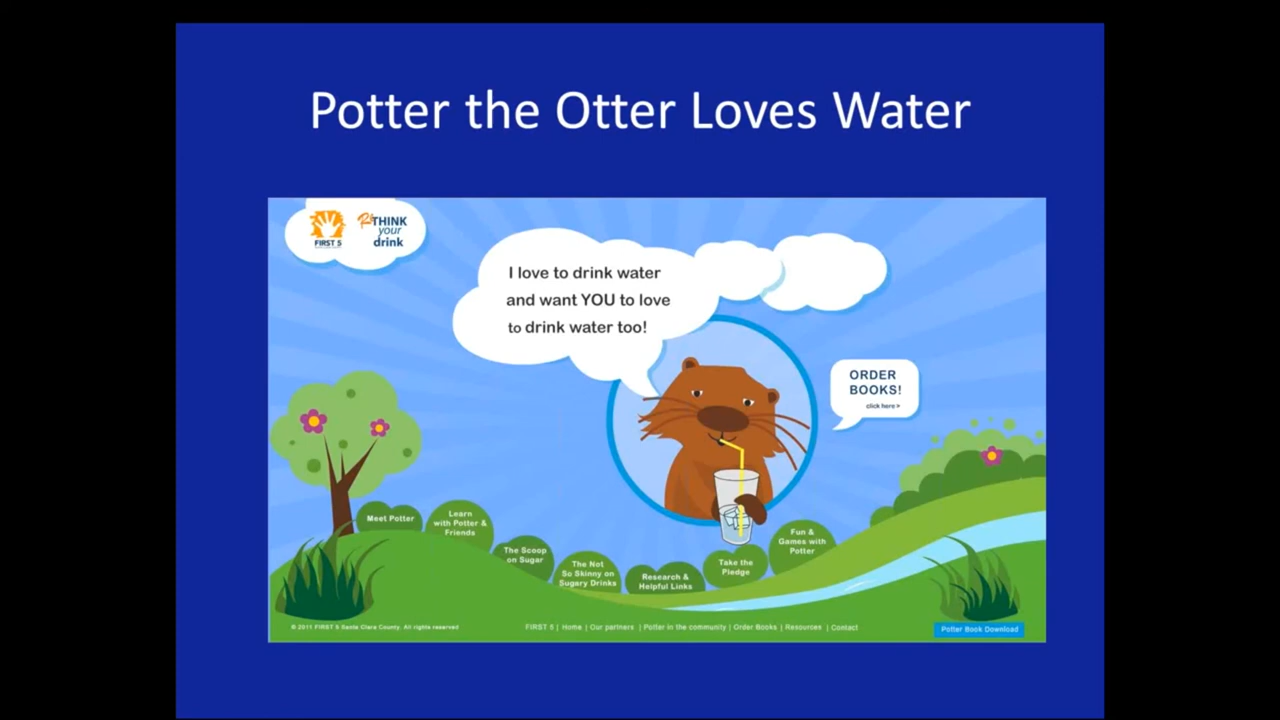 Potter the Otter Loves Water
FIRST 5
ReTHINK
your
drink
I love to drink water
and want YOU to love
to drink water too!
ORDER
BOOKS!
click here >
Meet Potter
Learn
with Potter &
Friends
The Scoop
on Sugar
The Not
So Skinny on
Sugary Drinks
Research &
Helpful Links
Take the
Pledge
Fun &
Games with
Potter
© 2011 FIRST 5 Santa Clara County. All rights reserved
FIRST 5 | Home | Our partners | Potter in the community | Order Books | Resources | Contact
Potter Book Download